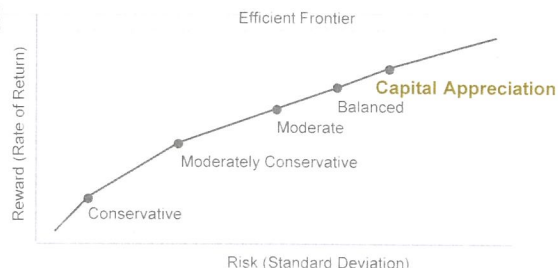 Efficient Frontier
Reward (Rate of Return)
Capital Appreciation
Balanced
Moderate
Moderately Conservative
Conservative
Risk (Standard Deviation)